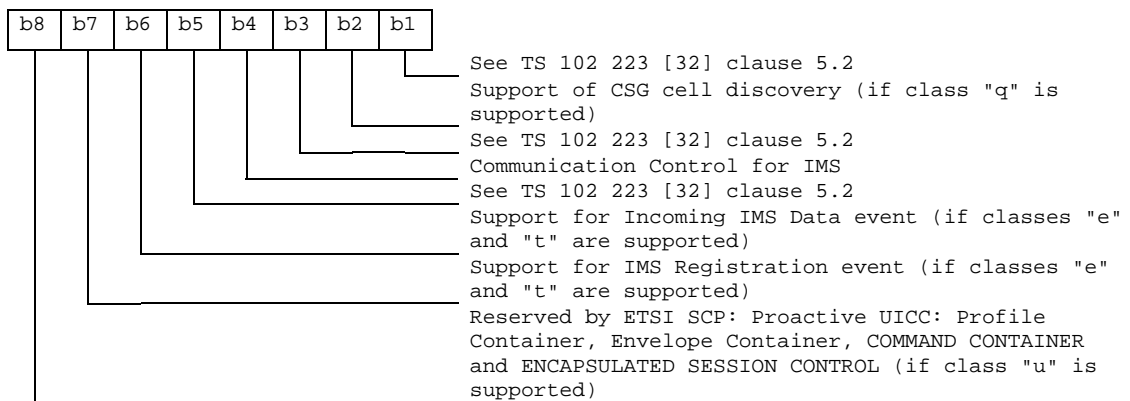 b8 b7 b6 b5 b4 b3 b2 b1
See TS 102 223 [32] clause 5.2
Support of CSG cell discovery (if class "q" is
supported)
See TS 102 223 [32] clause 5.2
Communication Control for IMS
See TS 102 223 [32] clause 5.2
Support for Incoming IMS Data event (if classes "e"
and "t" are supported)
Support for IMS Registration event (if classes "e"
and "t" are supported)
Reserved by ETSI SCP: Proactive UICC: Profile
Container, Envelope Container, COMMAND CONTAINER
and ENCAPSULATED SESSION CONTROL (if class "u" is
supported)